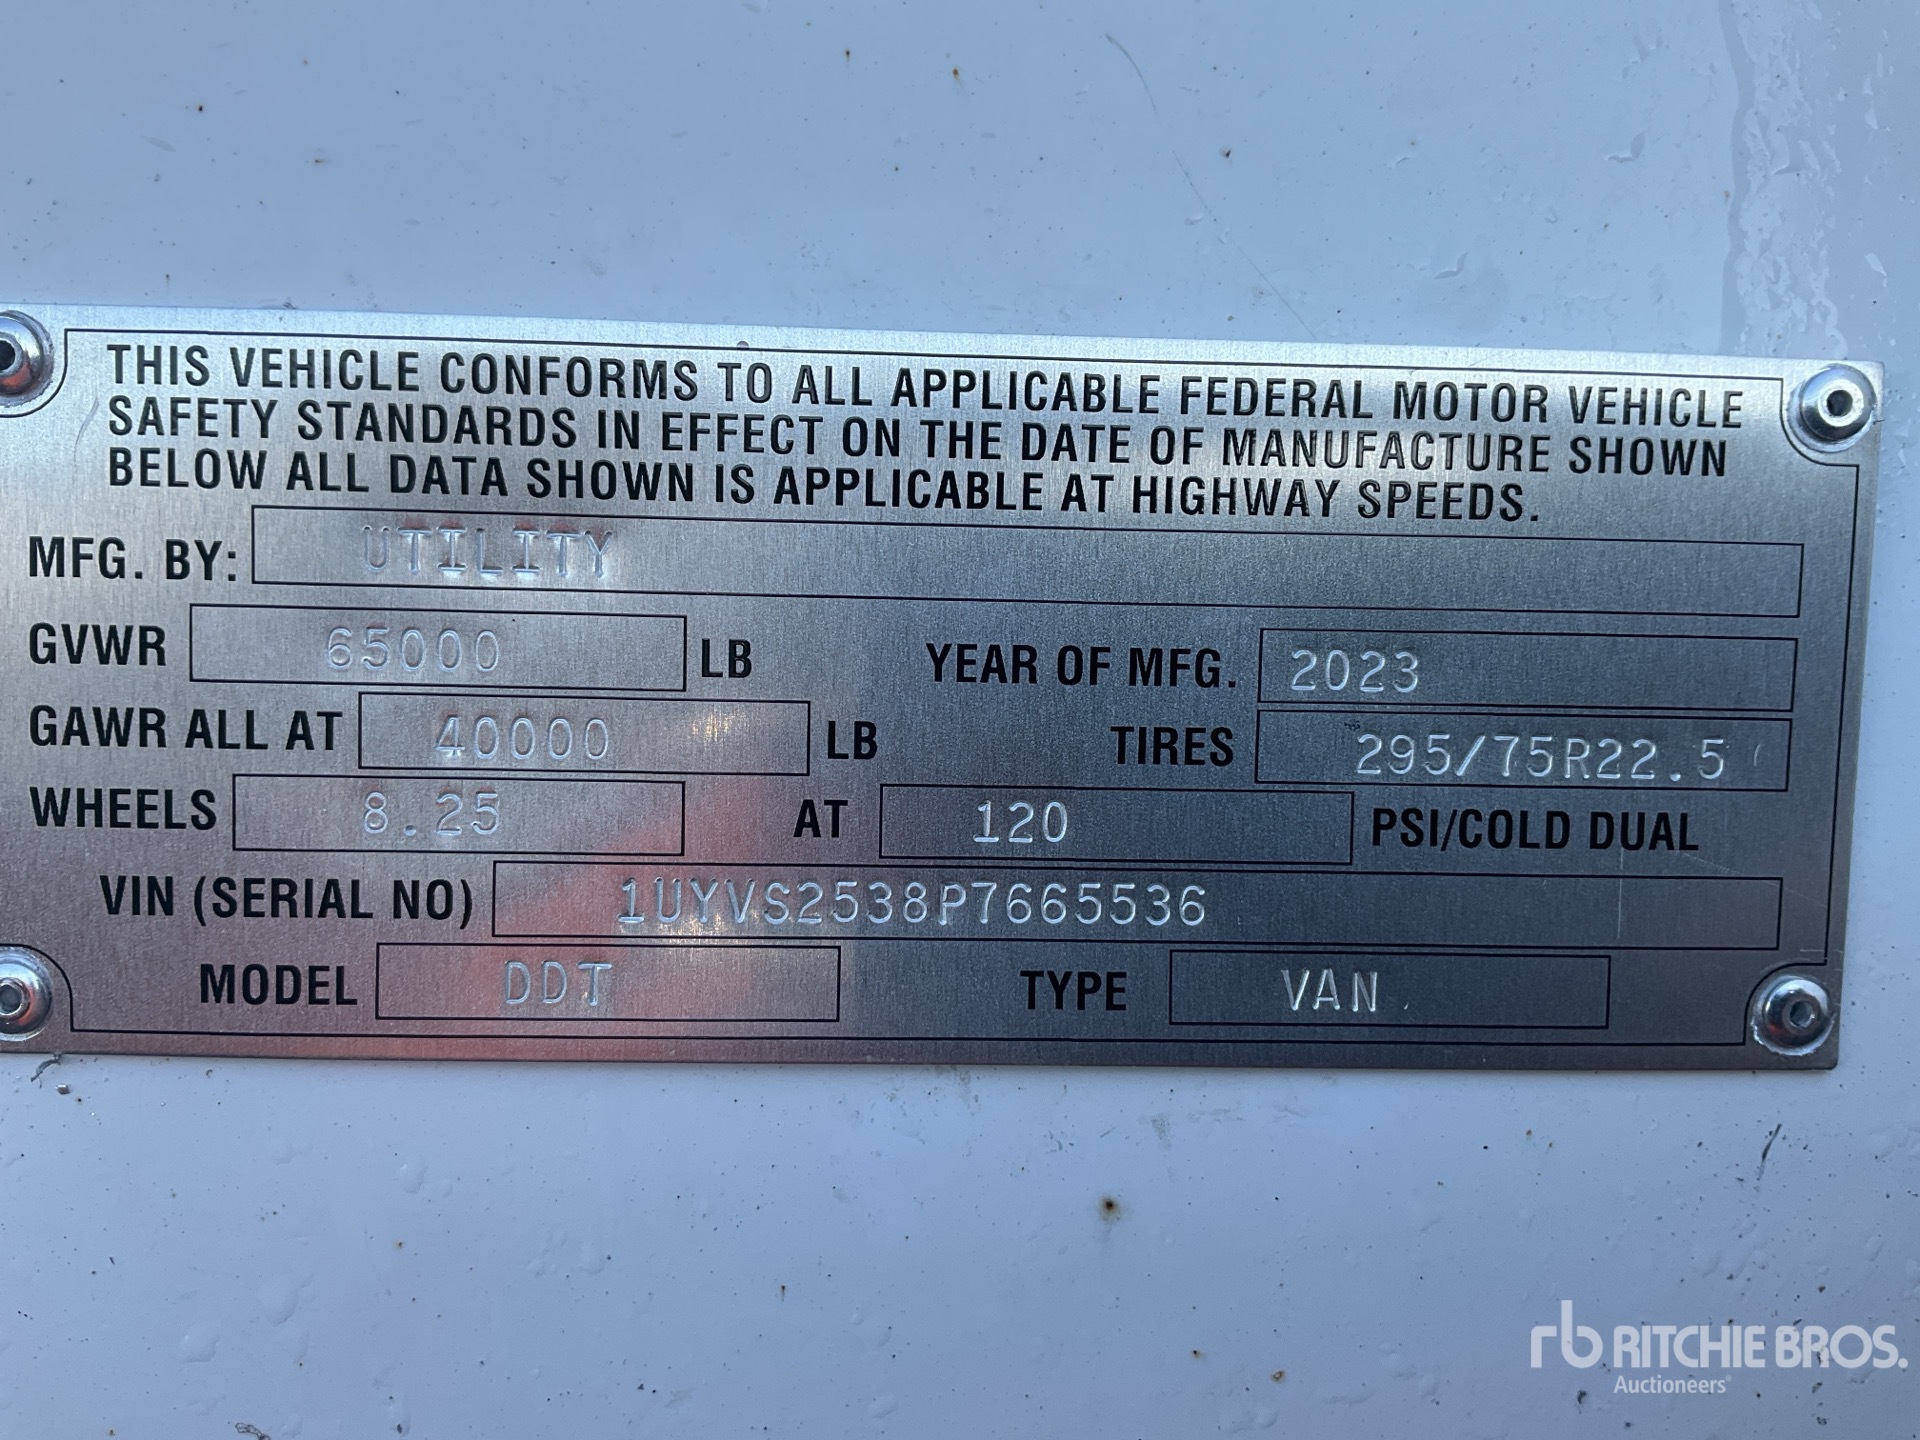 THIS VEHICLE CONFORMS TO ALL APPLICABLE FEDERAL MOTOR VEHICLE
SAFETY STANDARDS IN EFFECT ON THE DATE OF MANUFACTURE SHOWN
BELOW ALL DATA SHOWN IS APPLICABLE AT HIGHWAY SPEEDS.
MFG. BY: UTILITY
GVWR 65000 LB YEAR OF MFG. 2023
GAWR ALL AT 40000 LB TIRES 295/75R22.5
WHEELS 8.25 AT 120 PSI/COLD DUAL
VIN (SERIAL NO) 1UYVS2538P7665536
MODEL DDT TYPE VAN
rb RITCHIE BROS.
Auctioneers